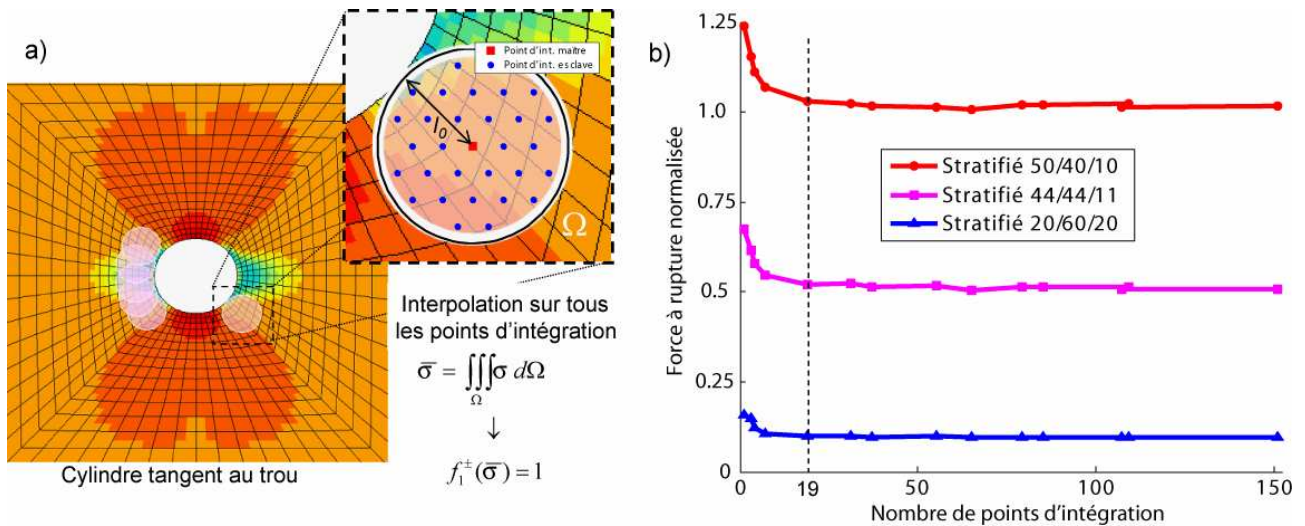 a)
Point d'int. maître
Point d'int. esclave
l0
Ω
Cylindre tangent au trou
Interpolation sur tous
les points d'intégration
σ̅ = ∭Ω σ dΩ
↓
f₁±(σ̅) = 1
b)
Force à rupture normalisée
1.25
1.0
0.75
0.5
0.25
0
Stratifié 50/40/10
Stratifié 44/44/11
Stratifié 20/60/20
0
19
50
100
150
Nombre de points d'intégration